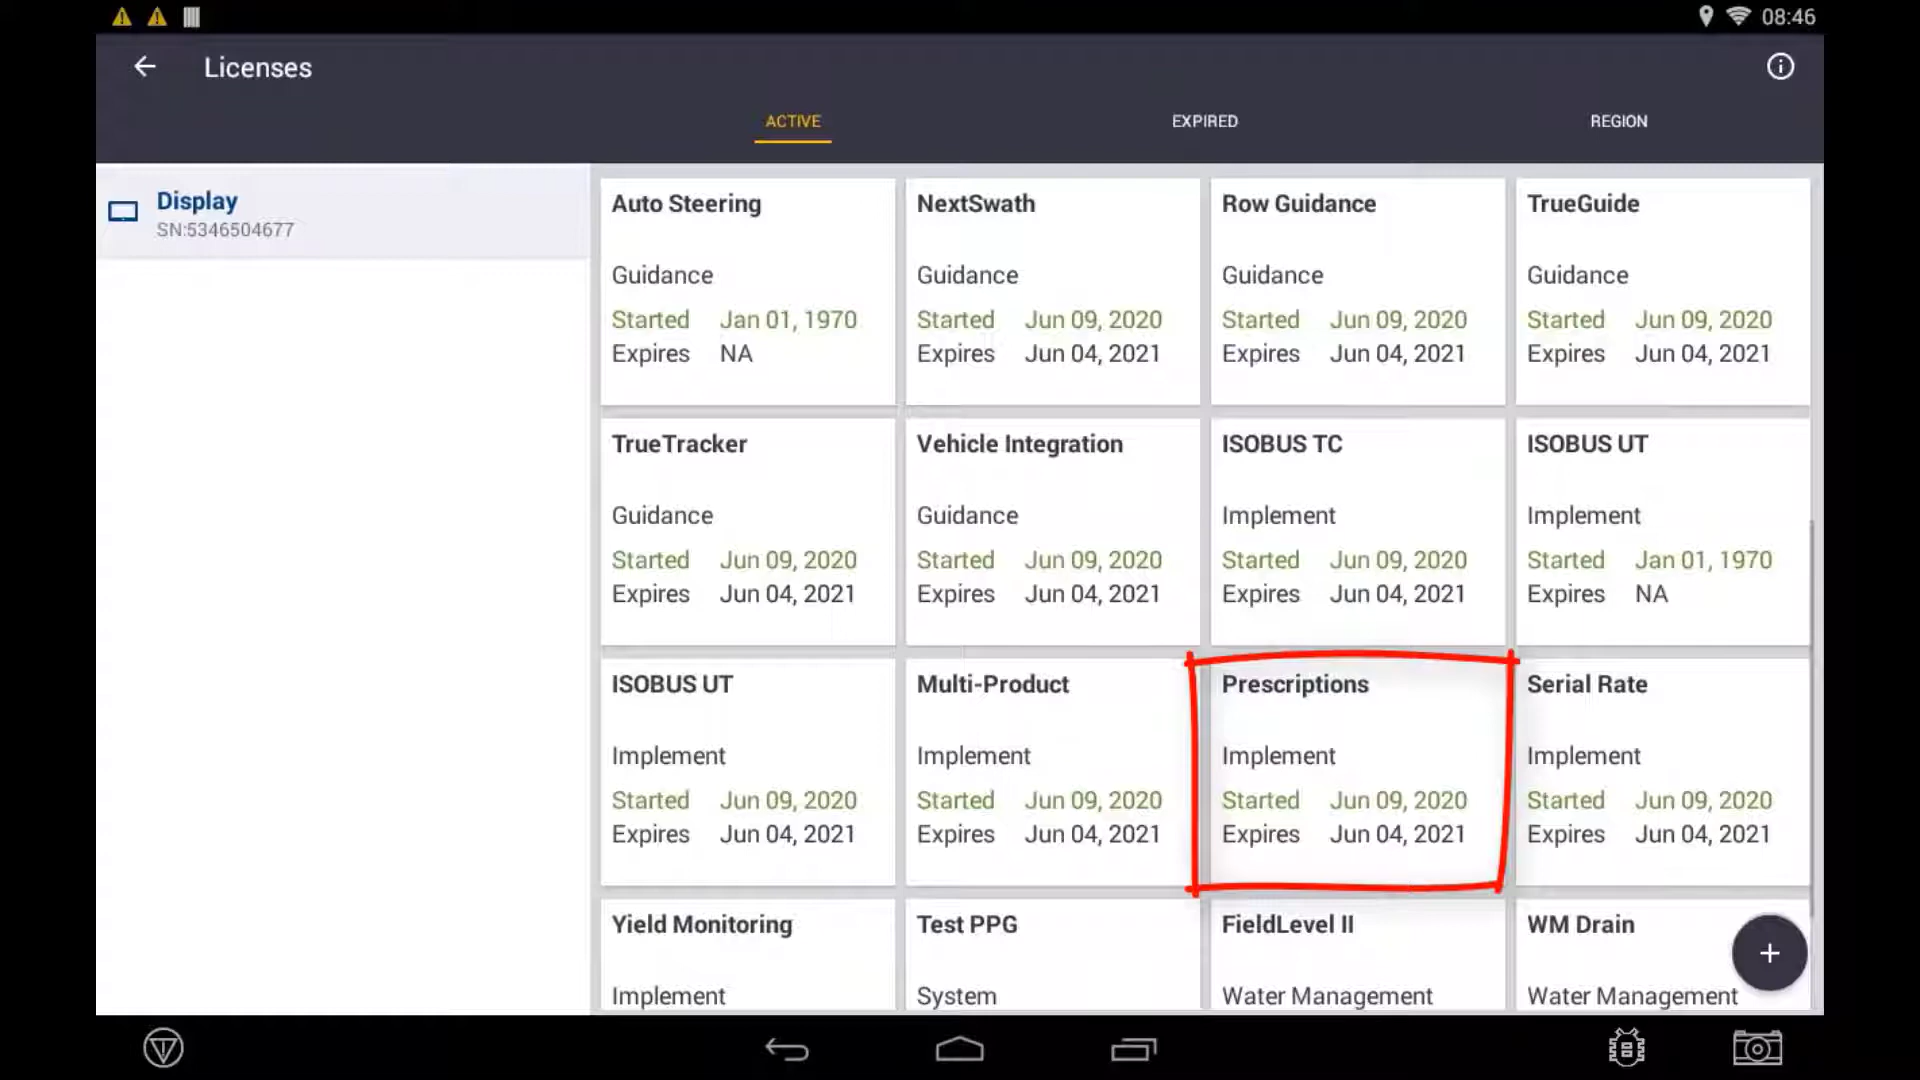 08:46
Licenses
ACTIVE
EXPIRED
REGION
Display
SN:5346504677
Auto Steering
Guidance
Started Jan 01, 1970
Expires NA
NextSwath
Guidance
Started Jun 09, 2020
Expires Jun 04, 2021
Row Guidance
Guidance
Started Jun 09, 2020
Expires Jun 04, 2021
TrueGuide
Guidance
Started Jun 09, 2020
Expires Jun 04, 2021
TrueTracker
Guidance
Started Jun 09, 2020
Expires Jun 04, 2021
Vehicle Integration
Guidance
Started Jun 09, 2020
Expires Jun 04, 2021
ISOBUS TC
Implement
Started Jun 09, 2020
Expires Jun 04, 2021
ISOBUS UT
Implement
Started Jan 01, 1970
Expires NA
ISOBUS UT
Implement
Started Jun 09, 2020
Expires Jun 04, 2021
Multi-Product
Implement
Started Jun 09, 2020
Expires Jun 04, 2021
Prescriptions
Implement
Started Jun 09, 2020
Expires Jun 04, 2021
Serial Rate
Implement
Started Jun 09, 2020
Expires Jun 04, 2021
Yield Monitoring
Implement
Test PPG
System
FieldLevel II
Water Management
WM Drain
Water Management